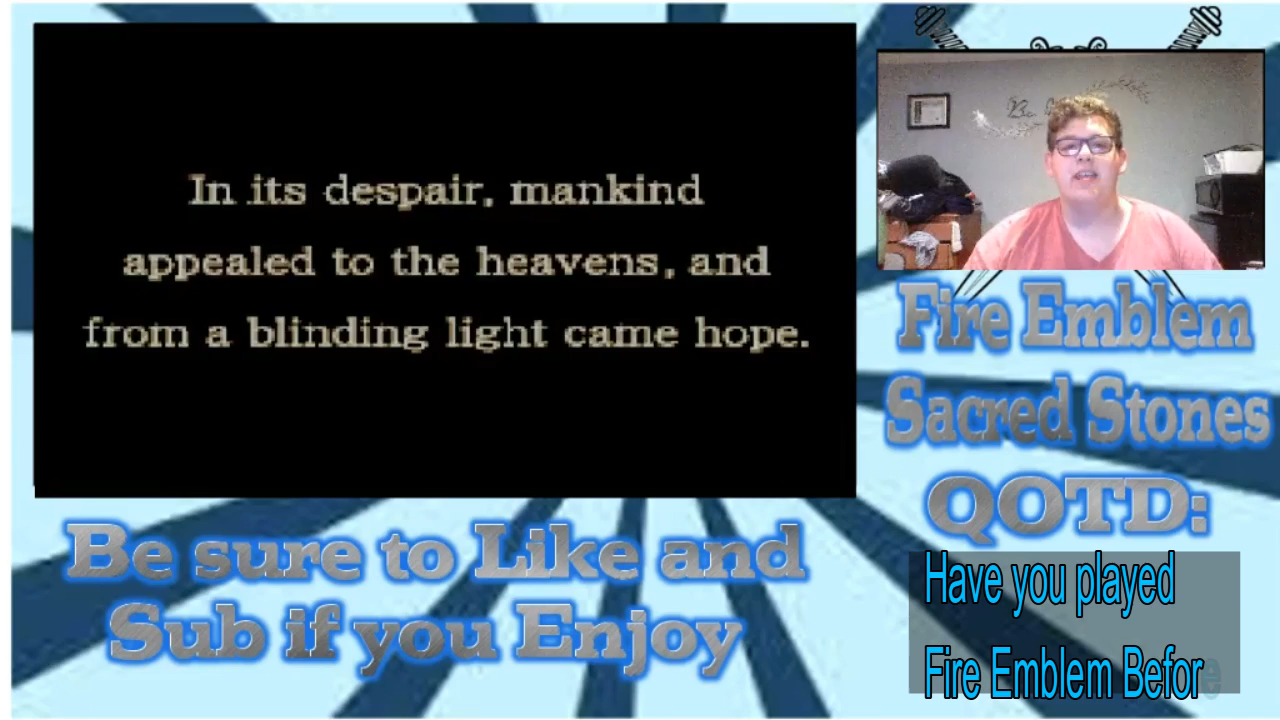 In its despair, mankind
appealed to the heavens, and
from a blinding light came hope.
Fire Emblem
Sacred Stones
QOTD:
Have you played
Fire Emblem Before
Be sure to Like and
Sub if you Enjoy